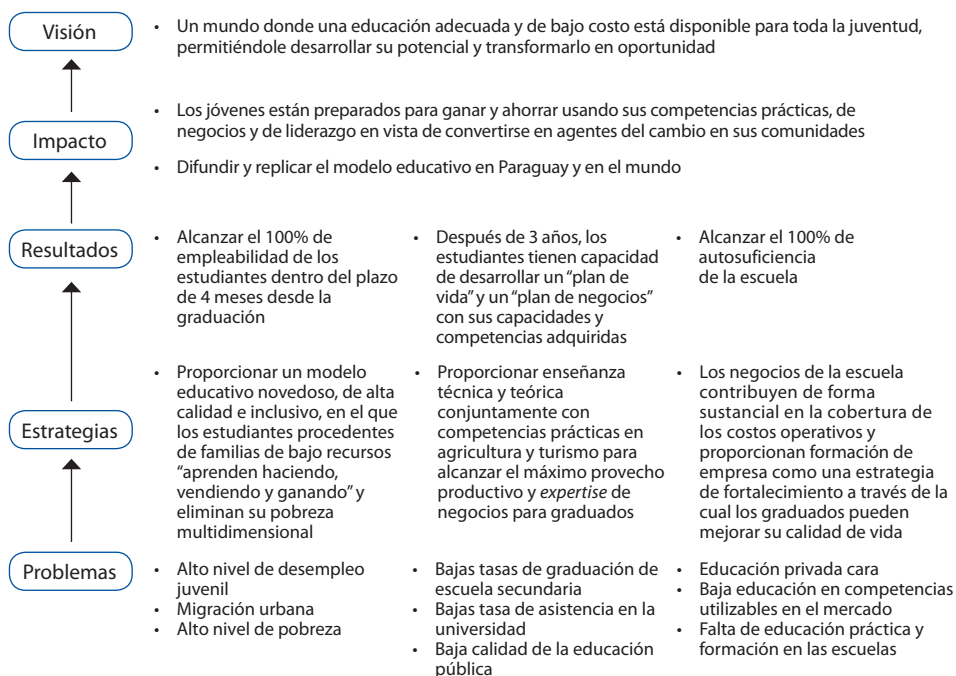 Visión
• Un mundo donde una educación adecuada y de bajo costo está disponible para toda la juventud,
permitiéndole desarrollar su potencial y transformarlo en oportunidad
Impacto
• Los jóvenes están preparados para ganar y ahorrar usando sus competencias prácticas, de
negocios y de liderazgo en vista de convertirse en agentes del cambio en sus comunidades
• Difundir y replicar el modelo educativo en Paraguay y en el mundo
Resultados
• Alcanzar el 100% de
empleabilidad de los
estudiantes dentro del plazo
de 4 meses desde la
graduación
• Después de 3 años, los
estudiantes tienen capacidad
de desarrollar un "plan de
vida" y un "plan de negocios"
con sus capacidades y
competencias adquiridas
• Alcanzar el 100% de
autosuficiencia
de la escuela
Estrategias
• Proporcionar un modelo
educativo novedoso, de alta
calidad e inclusivo, en el que
los estudiantes procedentes
de familias de bajo recursos
"aprenden haciendo,
vendiendo y ganando" y
eliminan su pobreza
multidimensional
• Proporcionar enseñanza
técnica y teórica
conjuntamente con
competencias prácticas en
agricultura y turismo para
alcanzar el máximo provecho
productivo y expertise de
negocios para graduados
• Los negocios de la escuela
contribuyen de forma
sustancial en la cobertura de
los costos operativos y
proporcionan formación de
empresa como una estrategia
de fortalecimiento a través de la
cual los graduados pueden
mejorar su calidad de vida
Problemas
• Alto nivel de desempleo
juvenil
• Migración urbana
• Alto nivel de pobreza
• Bajas tasas de graduación de
escuela secundaria
• Bajas tasa de asistencia en la
universidad
• Baja calidad de la educación
pública
• Educación privada cara
• Baja educación en competencias
utilizables en el mercado
• Falta de educación práctica y
formación en las escuelas